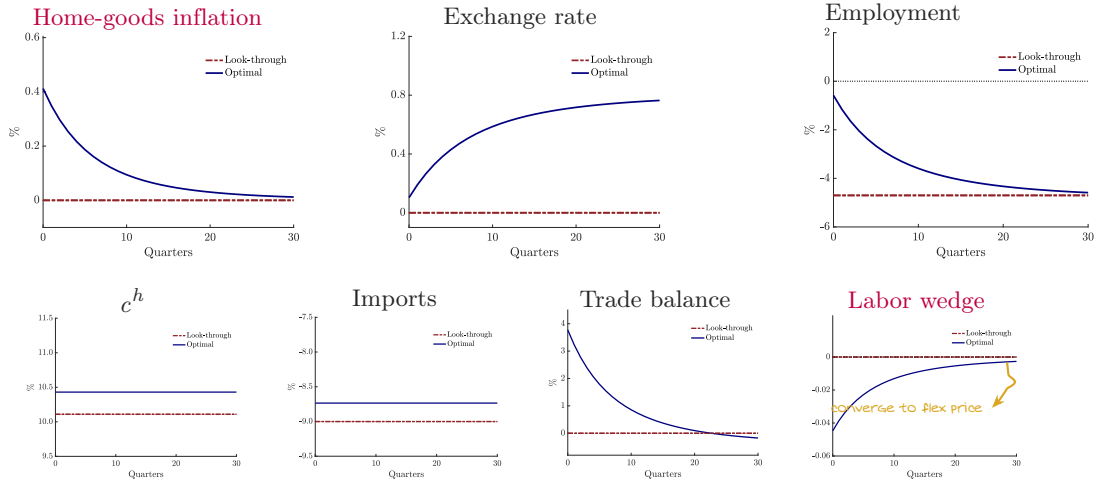 Home-goods inflation
0.6
0.4
0.2
0
%
Look-through
Optimal
0
10
20
30
Quarters
Exchange rate
1.2
0.8
0.4
0
%
Look-through
Optimal
0
10
20
30
Quarters
Employment
2
0
-2
-4
-6
%
Look-through
Optimal
0
10
20
30
Quarters
c^h
11.5
11.0
10.5
10.0
9.5
%
Look-through
Optimal
0
10
20
30
Quarters
Imports
-7.5
-8.0
-8.5
-9.0
-9.5
%
Look-through
Optimal
0
10
20
30
Quarters
Trade balance
4
3
2
1
0
%
Look-through
Optimal
0
10
20
30
Quarters
Labor wedge
0
-0.02
-0.04
-0.06
Look-through
Optimal
converge to flex price
0
10
20
30
Quarters